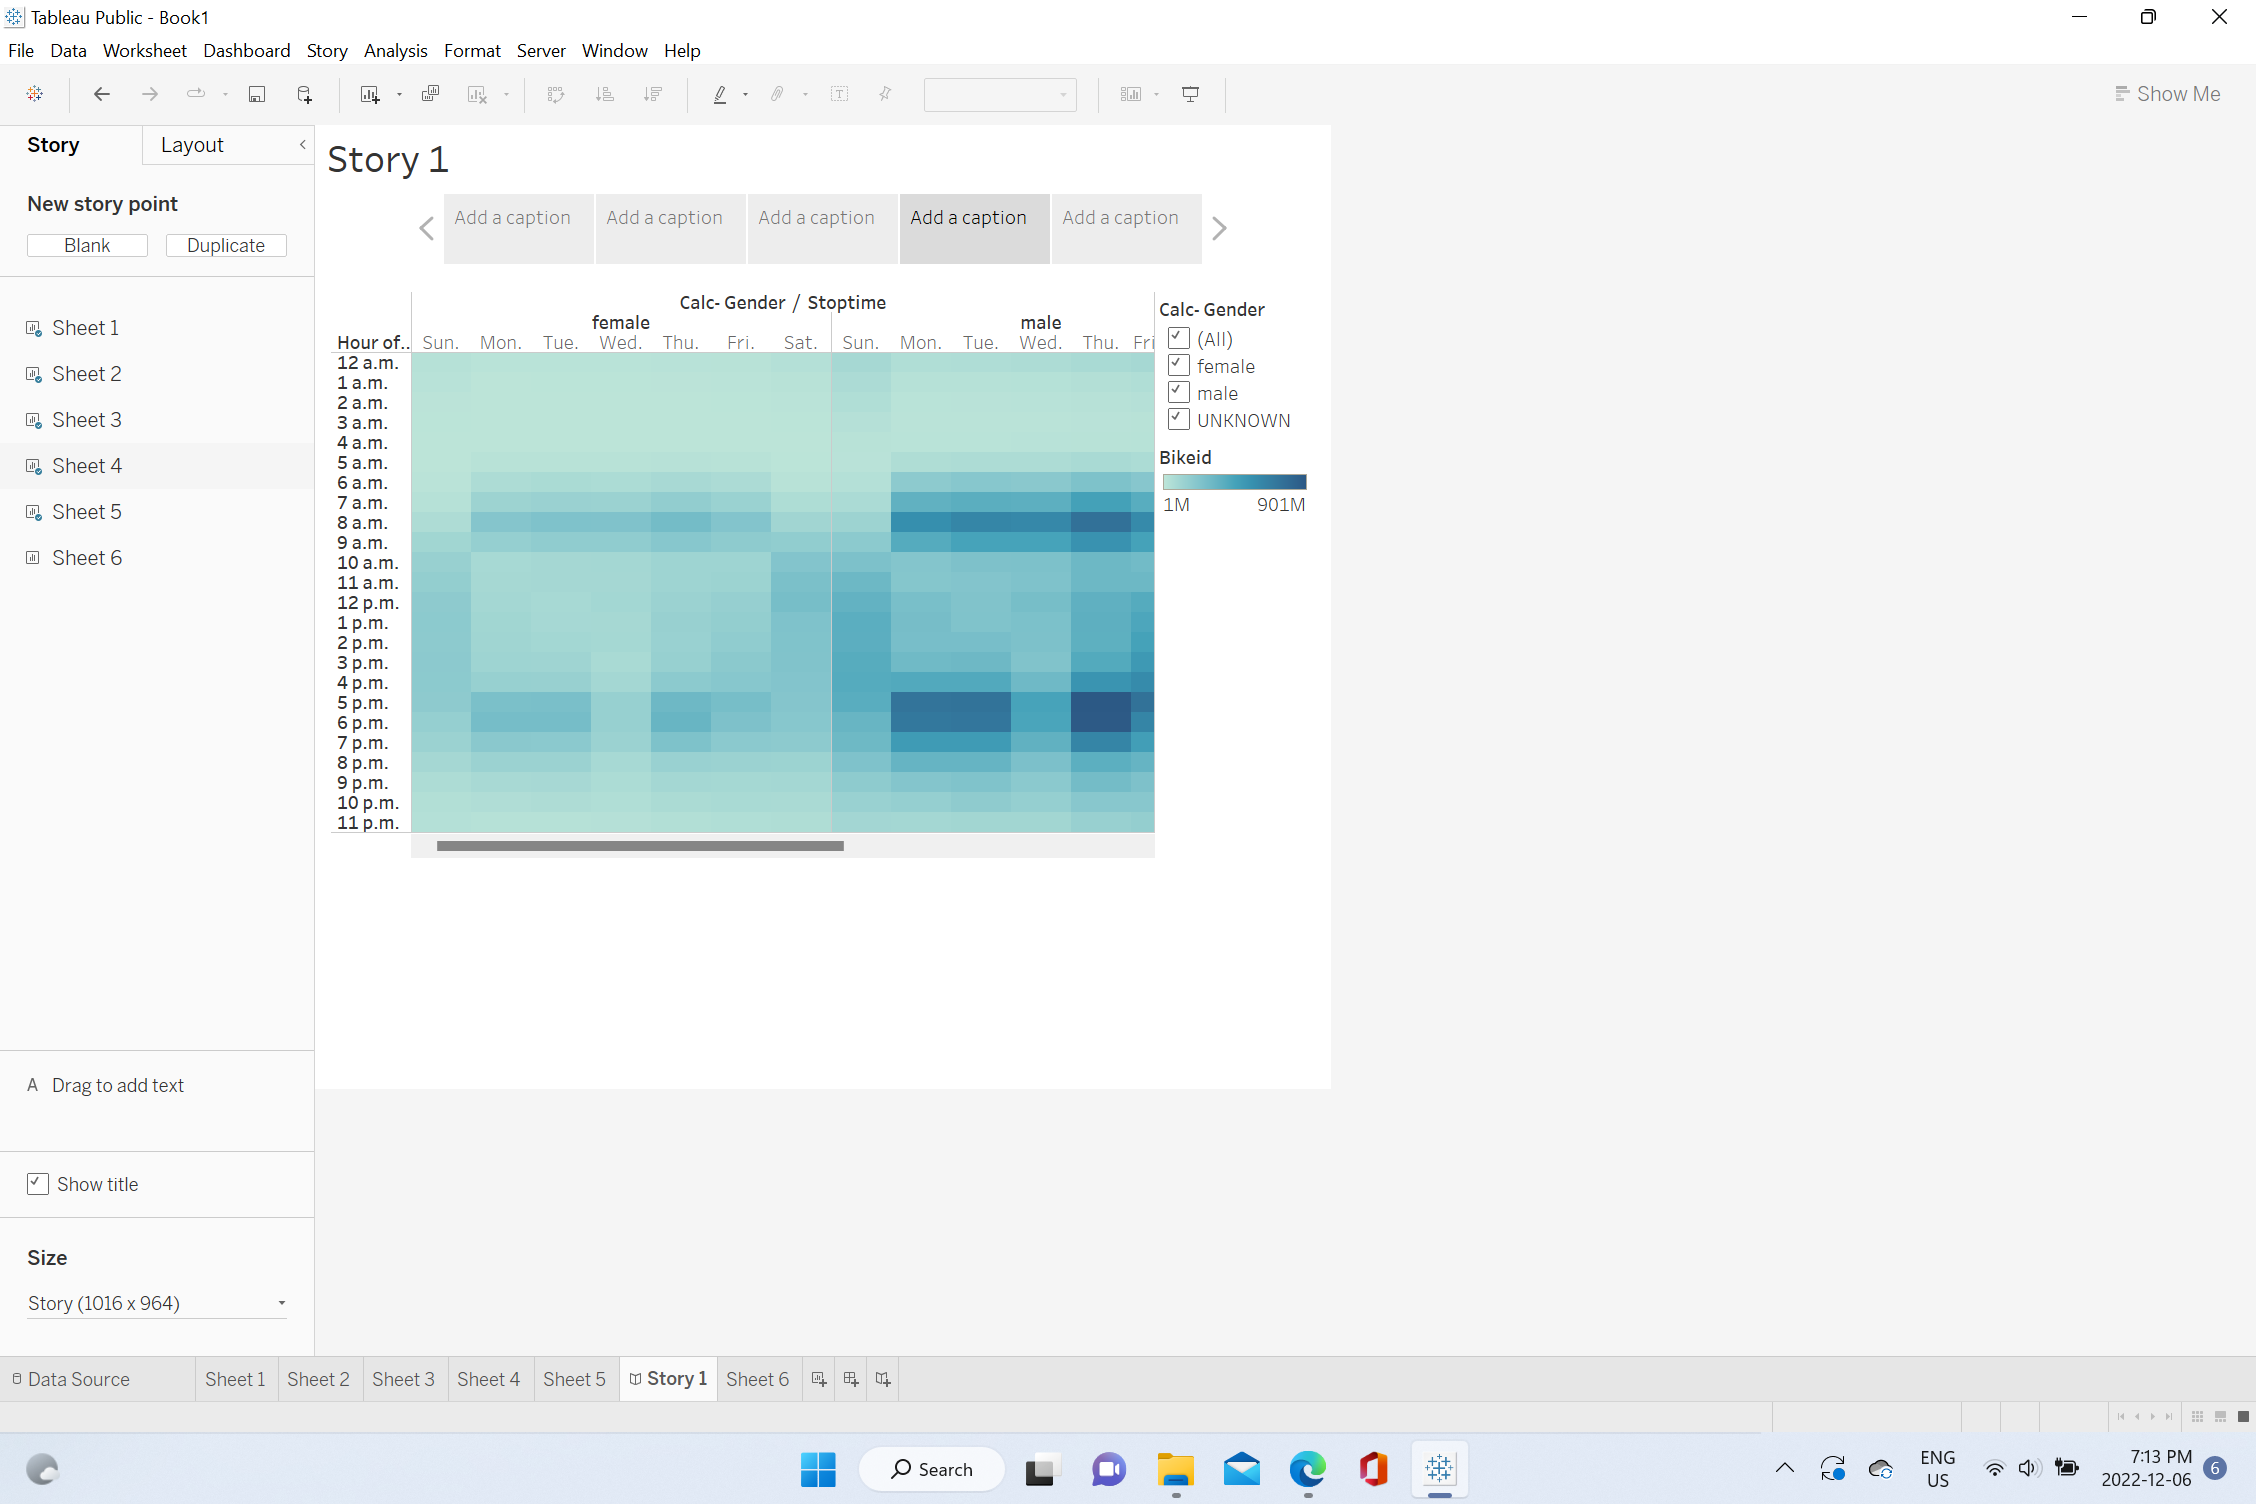 Tableau Public - Book1
File Data Worksheet Dashboard Story Analysis Format Server Window Help
Show Me
Story Layout
Story 1
New story point
Blank Duplicate
Add a caption Add a caption Add a caption Add a caption Add a caption
Sheet 1
Sheet 2
Sheet 3
Sheet 4
Sheet 5
Sheet 6
Calc- Gender / Stoptime
female male
Hour of.. Sun. Mon. Tue. Wed. Thu. Fri. Sat. Sun. Mon. Tue. Wed. Thu. Fri
12 a.m.
1 a.m.
2 a.m.
3 a.m.
4 a.m.
5 a.m.
6 a.m.
7 a.m.
8 a.m.
9 a.m.
10 a.m.
11 a.m.
12 p.m.
1 p.m.
2 p.m.
3 p.m.
4 p.m.
5 p.m.
6 p.m.
7 p.m.
8 p.m.
9 p.m.
10 p.m.
11 p.m.
Calc- Gender
(All)
female
male
UNKNOWN
Bikeid
1M 901M
A Drag to add text
Show title
Size
Story (1016 x 964)
Data Source Sheet 1 Sheet 2 Sheet 3 Sheet 4 Sheet 5 Story 1 Sheet 6
Search
ENG
US
7:13 PM
2022-12-06
6